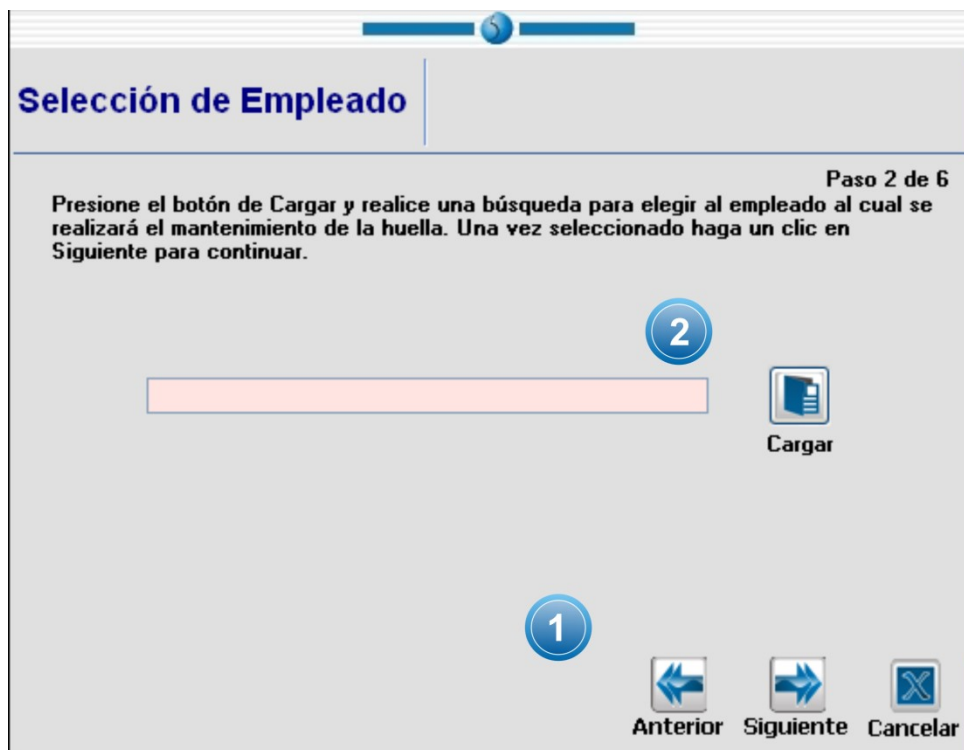 Selección de Empleado
Paso 2 de 6
Presione el botón de Cargar y realice una búsqueda para elegir al empleado al cual se
realizará el mantenimiento de la huella. Una vez seleccionado haga un clic en
Siguiente para continuar.
2
Cargar
1
Anterior Siguiente Cancelar